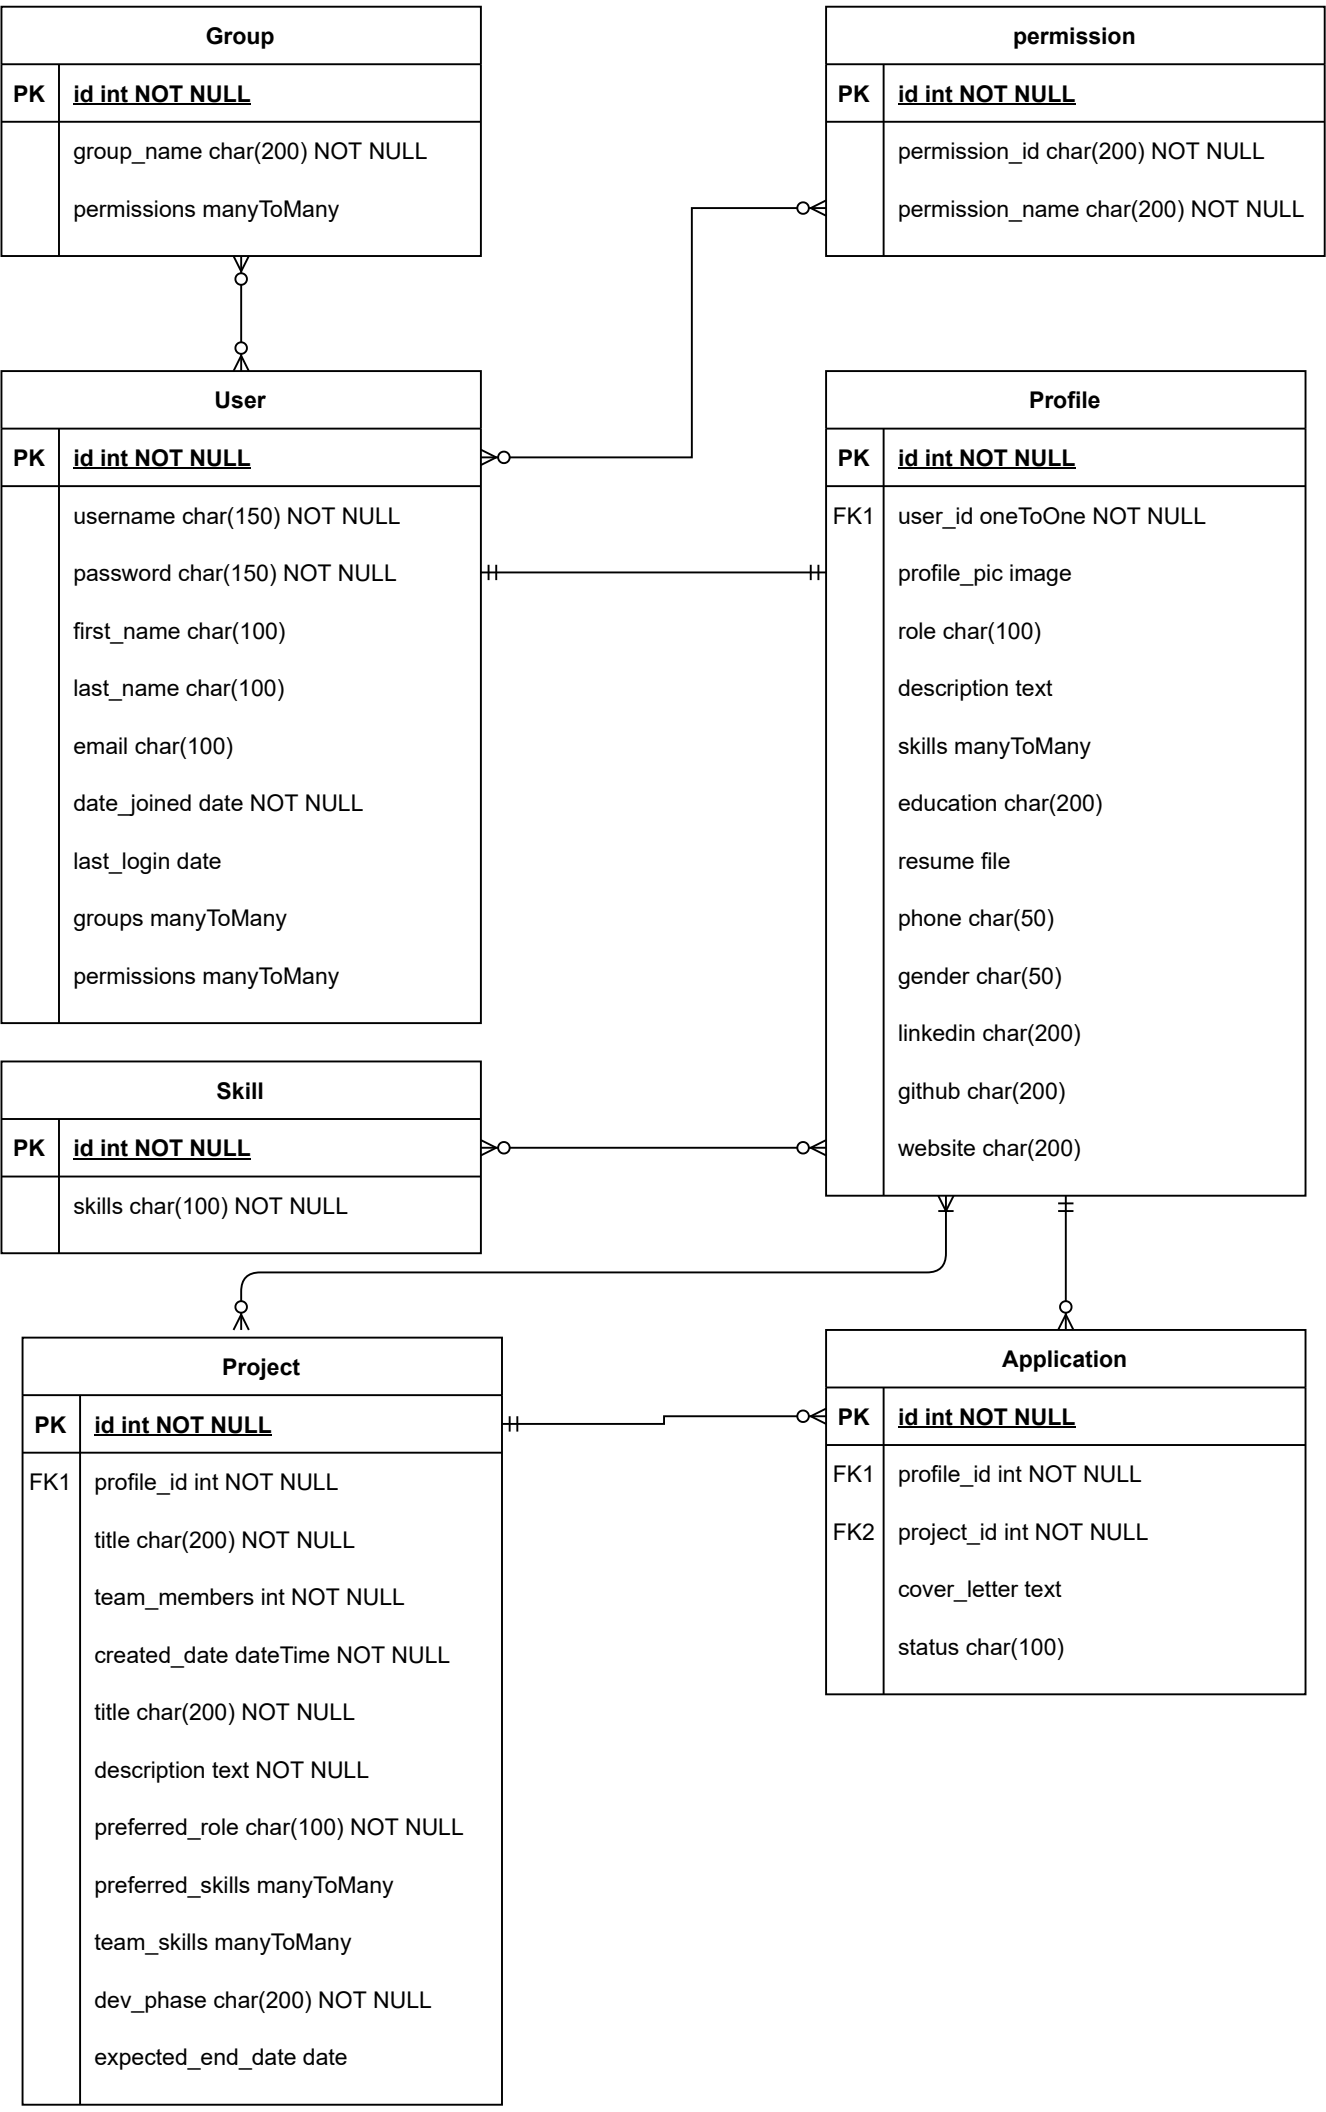 Group
PK id int NOT NULL
group_name char(200) NOT NULL
permissions manyToMany
permission
PK id int NOT NULL
permission_id char(200) NOT NULL
permission_name char(200) NOT NULL
User
PK id int NOT NULL
username char(150) NOT NULL
password char(150) NOT NULL
first_name char(100)
last_name char(100)
email char(100)
date_joined date NOT NULL
last_login date
groups manyToMany
permissions manyToMany
Profile
PK id int NOT NULL
FK1 user_id oneToOne NOT NULL
profile_pic image
role char(100)
description text
skills manyToMany
education char(200)
resume file
phone char(50)
gender char(50)
linkedin char(200)
github char(200)
website char(200)
Skill
PK id int NOT NULL
skills char(100) NOT NULL
Project
PK id int NOT NULL
FK1 profile_id int NOT NULL
title char(200) NOT NULL
team_members int NOT NULL
created_date dateTime NOT NULL
title char(200) NOT NULL
description text NOT NULL
preferred_role char(100) NOT NULL
preferred_skills manyToMany
team_skills manyToMany
dev_phase char(200) NOT NULL
expected_end_date date
Application
PK id int NOT NULL
FK1 profile_id int NOT NULL
FK2 project_id int NOT NULL
cover_letter text
status char(100)